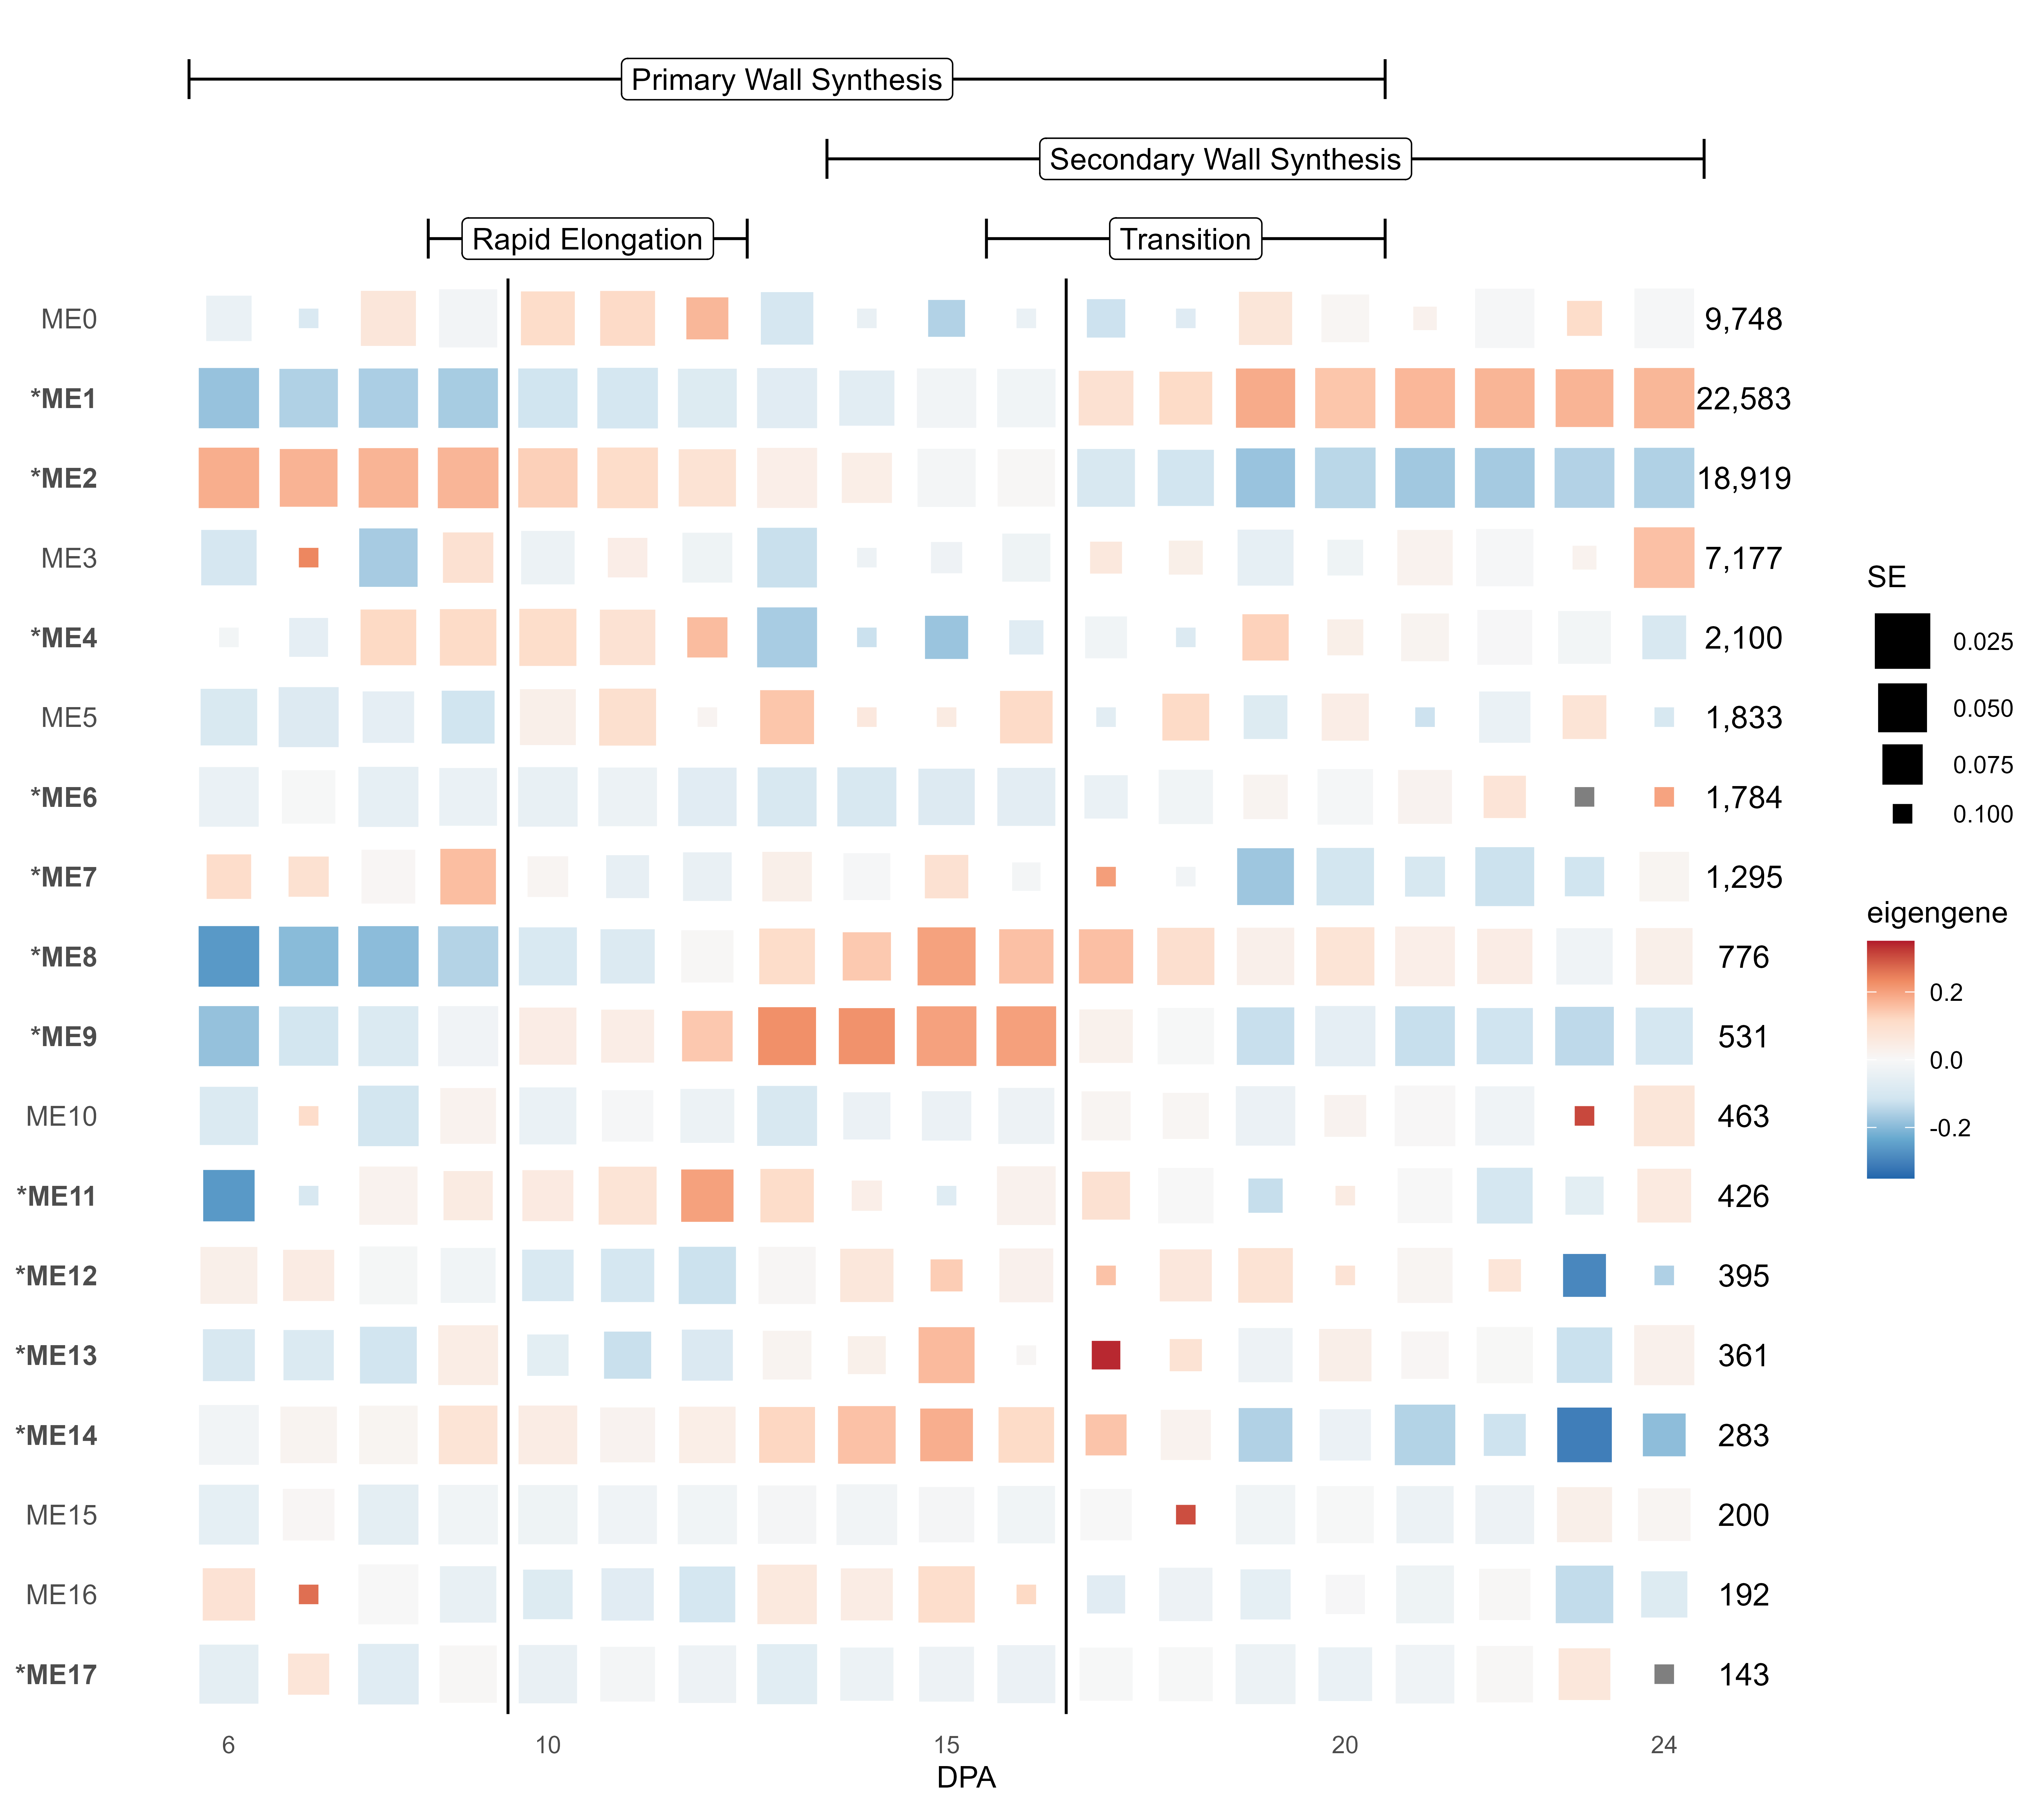 Primary Wall Synthesis
Secondary Wall Synthesis
Rapid Elongation
Transition
ME0 9,748
*ME1 22,583
*ME2 18,919
ME3 7,177
*ME4 2,100
ME5 1,833
*ME6 1,784
*ME7 1,295
*ME8 776
*ME9 531
ME10 463
*ME11 426
*ME12 395
*ME13 361
*ME14 283
ME15 200
ME16 192
*ME17 143
6 10 15 20 24
DPA
SE
0.025
0.050
0.075
0.100
eigengene
0.2
0.0
-0.2